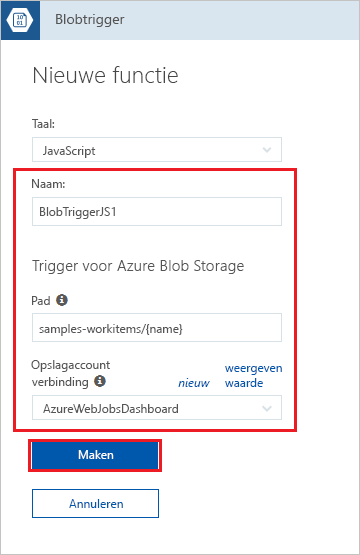 Blobtrigger
Nieuwe functie
Taal:
JavaScript
Naam:
BlobTriggerJS1
Trigger voor Azure Blob Storage
Pad
samples-workitems/{name}
Opslagaccount
verbinding
nieuw
weergeven
waarde
AzureWebJobsDashboard
Maken
Annuleren